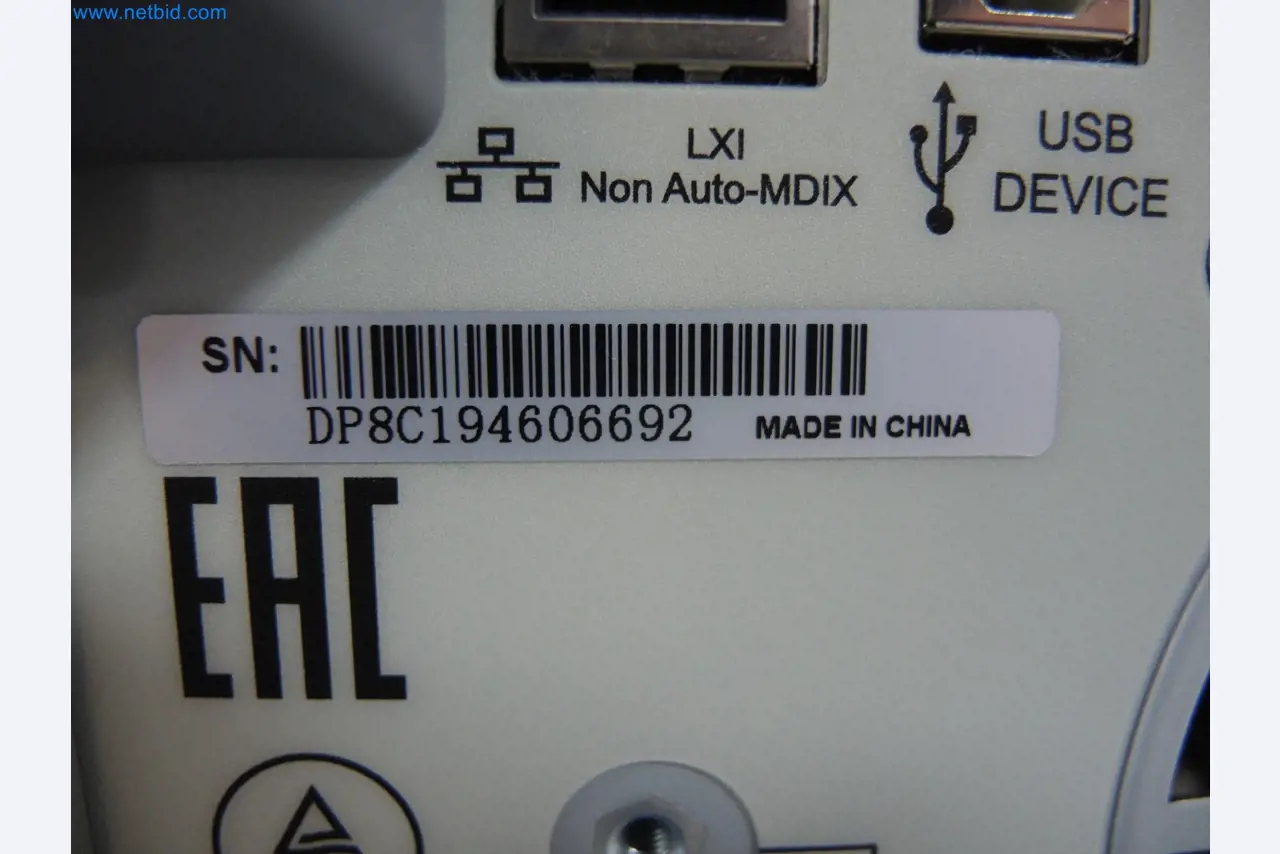 www.netbid.com
LXI
Non Auto-MDIX
USB
DEVICE
SN:
DP8C194606692
MADE IN CHINA
EAC